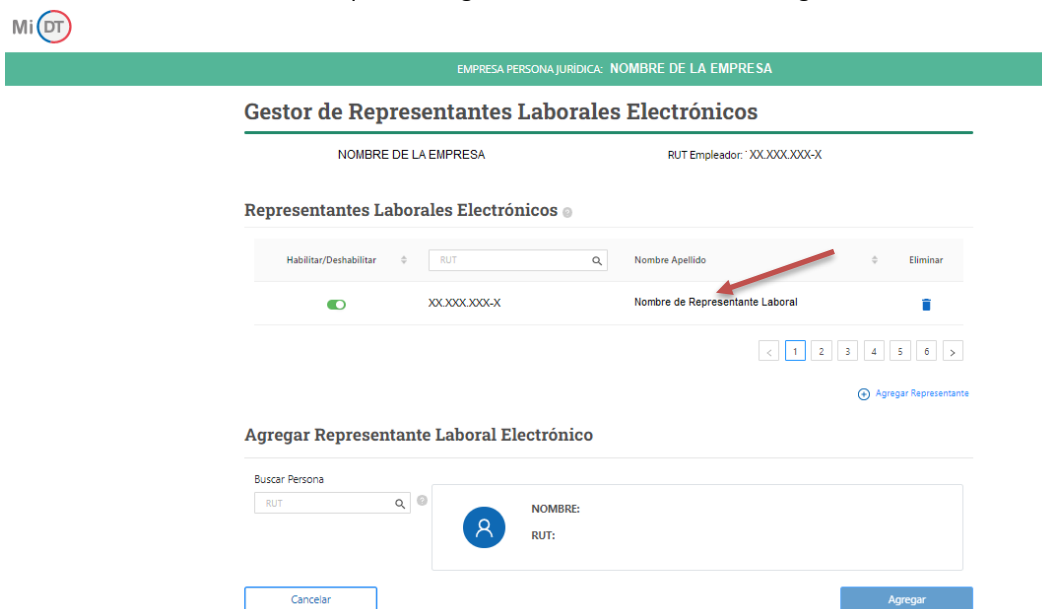 Mi DT
EMPRESA PERSONA JURÍDICA: NOMBRE DE LA EMPRESA
Gestor de Representantes Laborales Electrónicos
NOMBRE DE LA EMPRESA RUT Empleador: XX.XXX.XXX-X
Representantes Laborales Electrónicos ?
Habilitar/Deshabilitar RUT Nombre Apellido Eliminar
XX.XXX.XXX-X Nombre de Representante Laboral
< 1 2 3 4 5 6 >
Agregar Representante
Agregar Representante Laboral Electrónico
Buscar Persona
RUT ?
NOMBRE:
RUT:
Cancelar Agregar